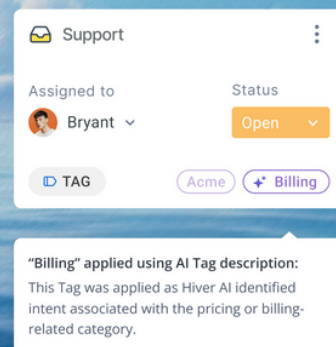 Support
Assigned to
Status
Bryant
Open
TAG
Acme
Billing
“Billing” applied using AI Tag description:
This Tag was applied as Hiver AI identified
intent associated with the pricing or billing-
related category.